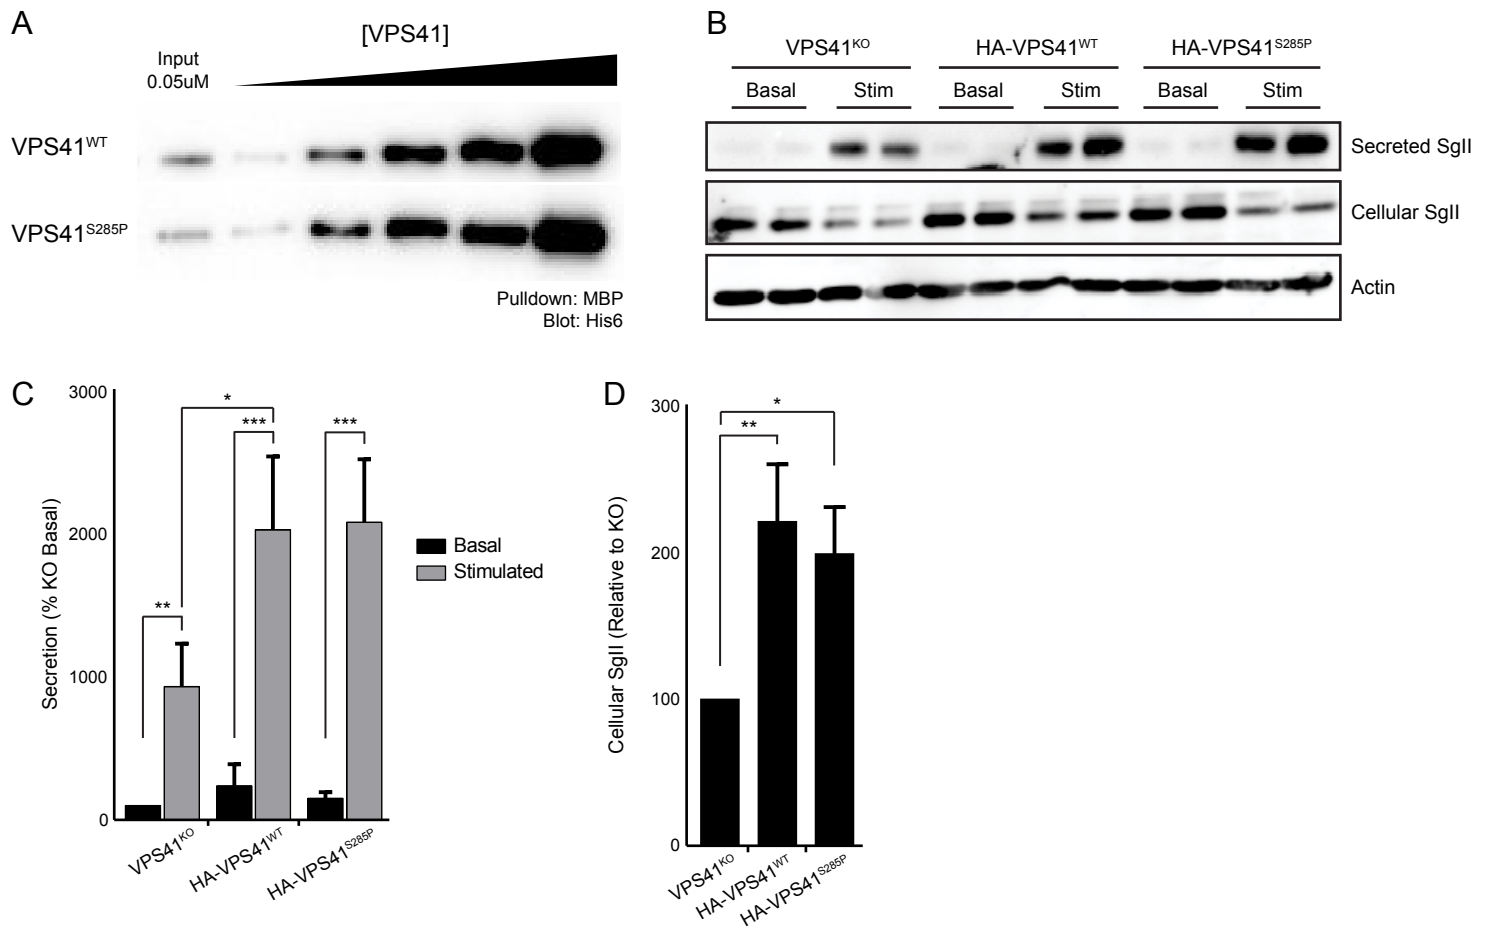 A
[VPS41]
Input
0.05uM
VPS41WT
VPS41S285P
Pulldown: MBP
Blot: His6
B
VPS41KO HA-VPS41WT HA-VPS41S285P
Basal Stim Basal Stim Basal Stim
Secreted SgII
Cellular SgII
Actin
C
Secretion (% KO Basal)
3000
2000
1000
0
*
*** ***
**
Basal
Stimulated
VPS41KO HA-VPS41WT HA-VPS41S285P
D
Cellular SgII (Relative to KO)
300
200
100
0
*
**
VPS41KO HA-VPS41WT HA-VPS41S285P